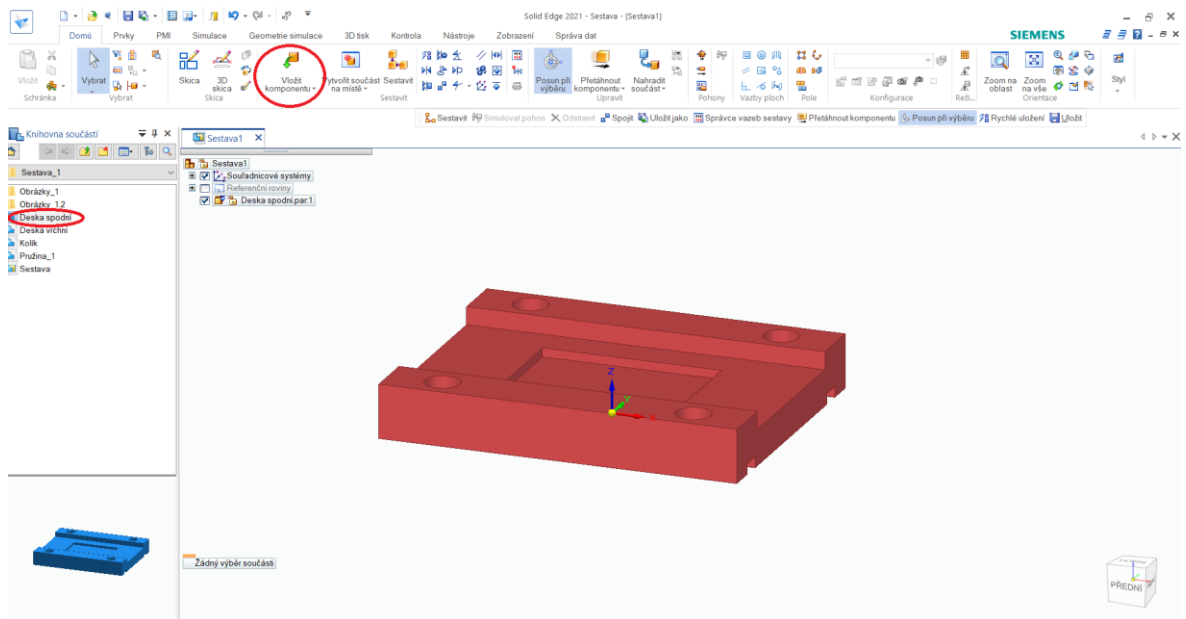 Solid Edge 2021 - Sestava - [Sestava1]
Domů Prvky PMI Simulace Geometrie simulace 3D tisk Kontrola Nástroje Zobrazení Správa dat
SIEMENS
Vložit
Schránka
Vybrat
Vybrat
Skica 3D skica
Skica
Vložit komponentu
Vytvořit součást na místě
Sestavit
Sestavit
Posun při výběru
Přetáhnout komponentu
Nahradit součást
Upravit
Pohony
Vazby ploch
Pole
Konfigurace
Reži...
Zoom na oblast
Zoom na vše
Orientace
Styl
Sestavit Simuloval pohon Odstranit Spojit Uložit jako Správce vazeb sestavy Přetáhnout komponentu Posun při výběru Rychlé uložení Uložit
Knihovna součástí
Sestava1
Sestava_1
Obrázky_1
Obrázky_1.2
Deska spodní
Deska vrchní
Kolík
Pružina_1
Sestava
Sestava1
Souřadnicové systémy
Referenční roviny
Deska spodní.par:1
Z
Y
X
Žádný výběr součásti
PŘEDNÍ